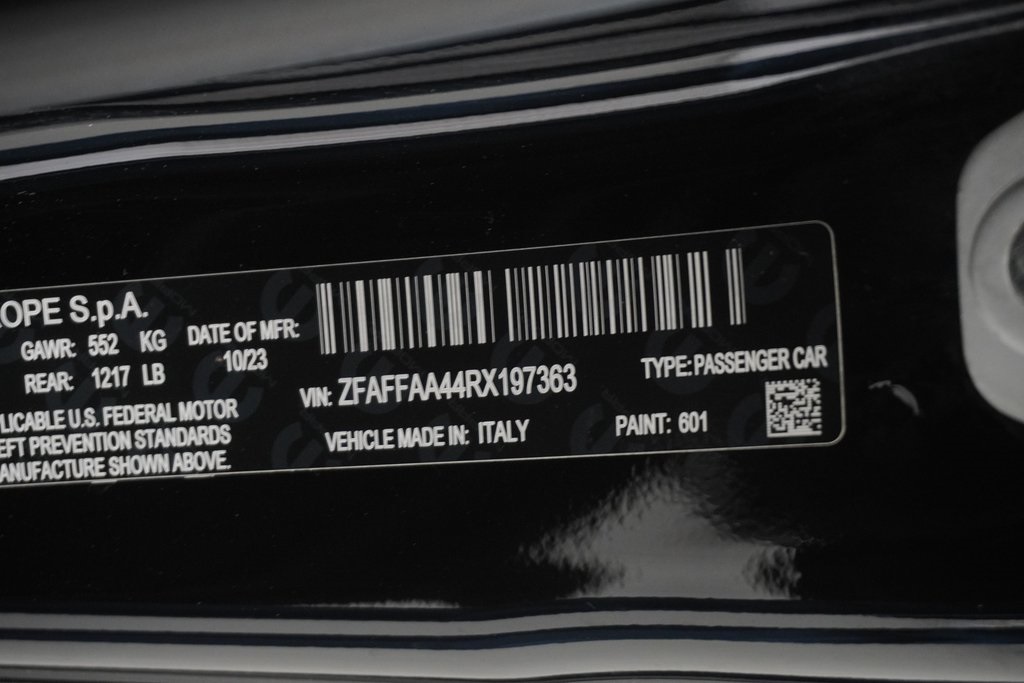 OPE S.p.A.
GAWR: 552 KG
REAR: 1217 LB
DATE OF MFR:
10/23
LICABLE U.S. FEDERAL MOTOR
EFT PREVENTION STANDARDS
ANUFACTURE SHOWN ABOVE.
VIN: ZFAFFAA44RX197363
TYPE: PASSENGER CAR
VEHICLE MADE IN: ITALY
PAINT: 601